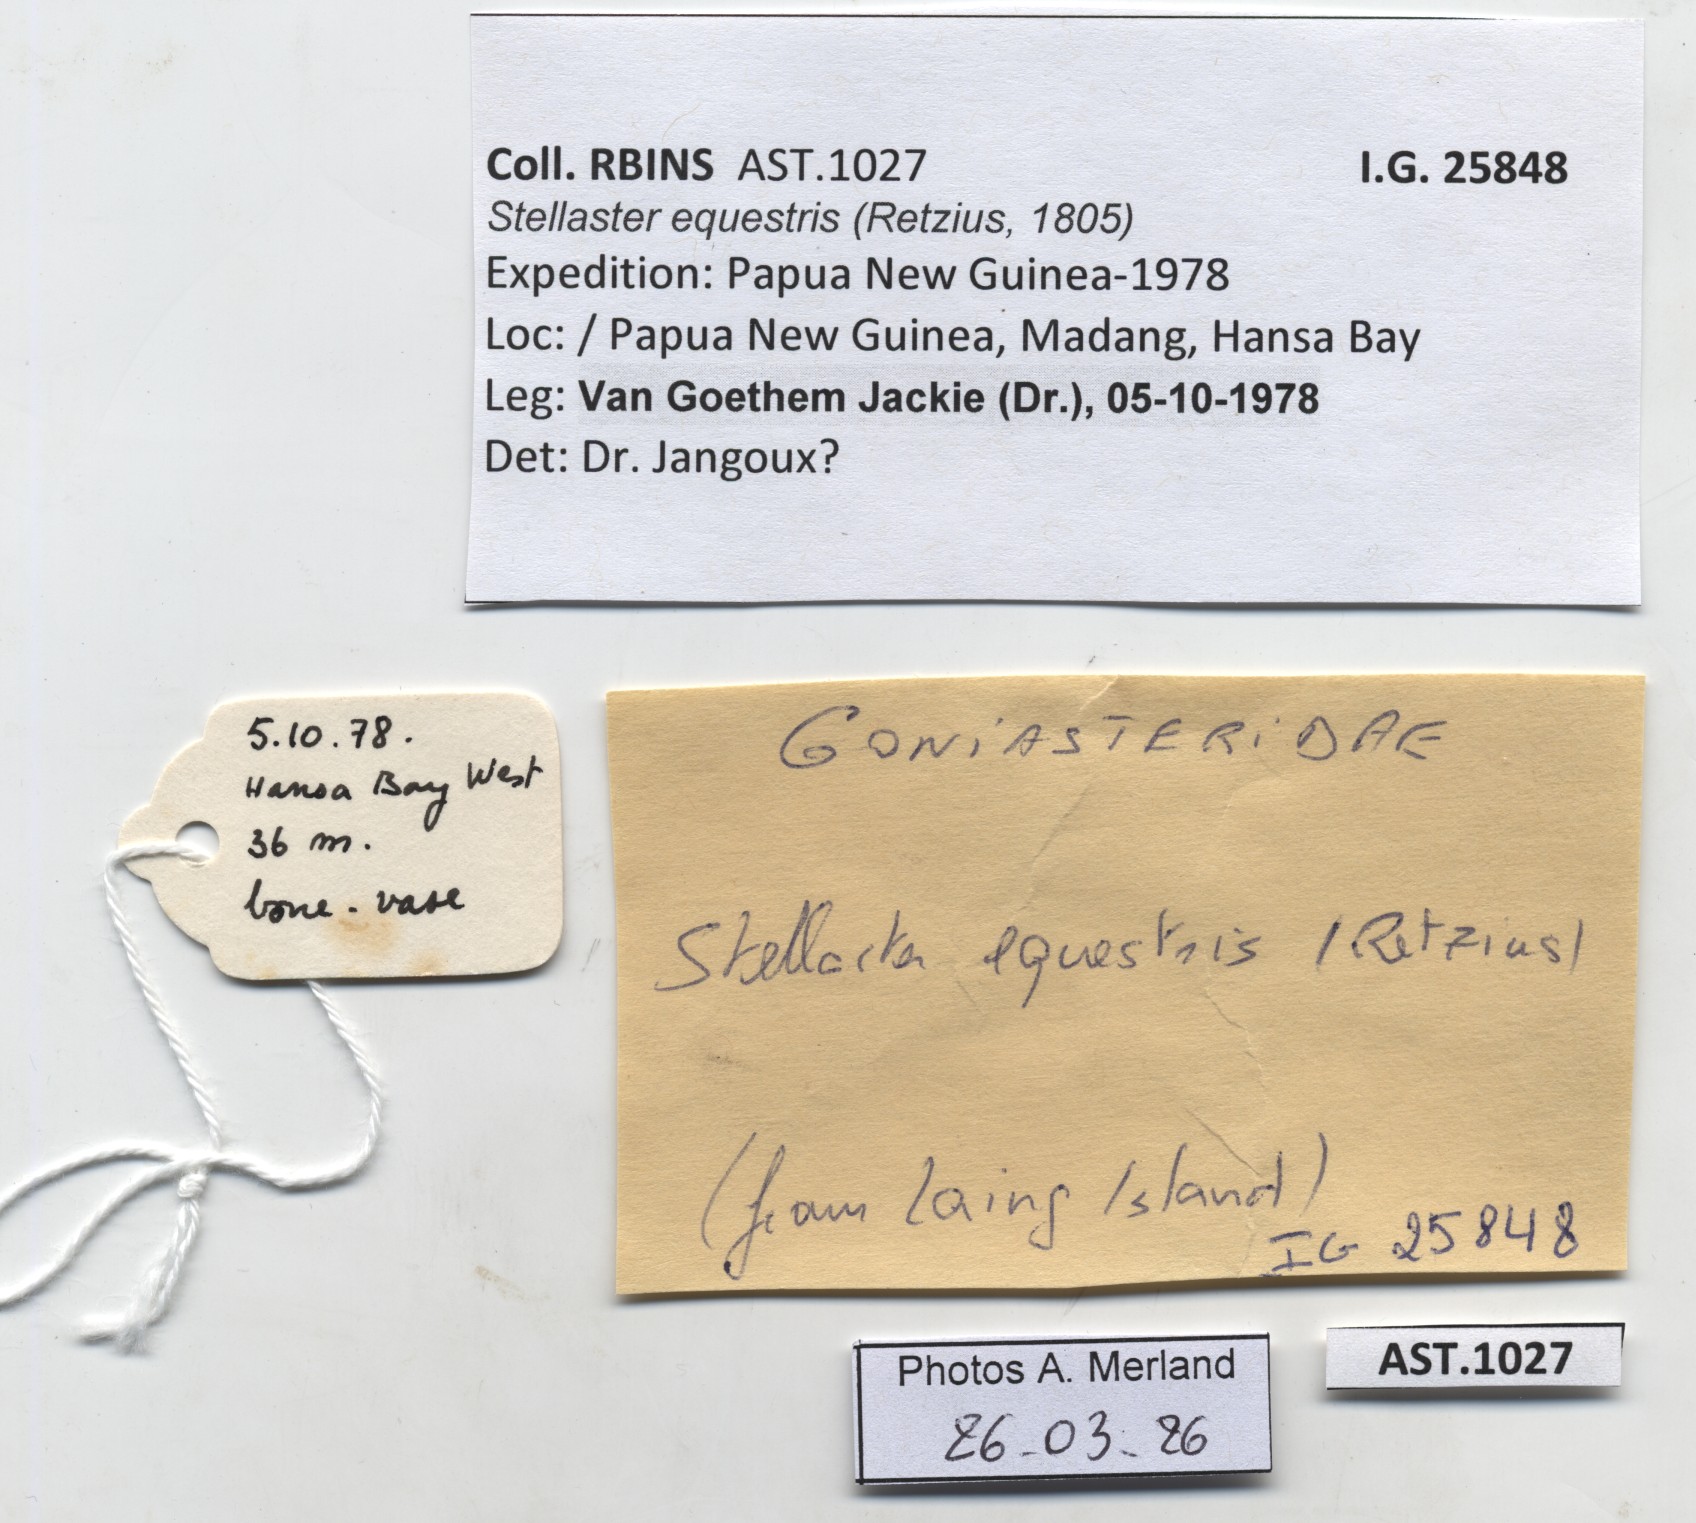 Coll. RBINS AST.1027 I.G. 25848
Stellaster equestris (Retzius, 1805)
Expedition: Papua New Guinea-1978
Loc: / Papua New Guinea, Madang, Hansa Bay
Leg: Van Goethem Jackie (Dr.), 05-10-1978
Det: Dr. Jangoux?
5.10.78.
Hansa Bay West
36 m.
boue - vase
GONiASTERiDAE
Stellaster equestris (Retzius)
(from Laing Island)
IG 25848
Photos A. Merland
26-03-26
AST.1027